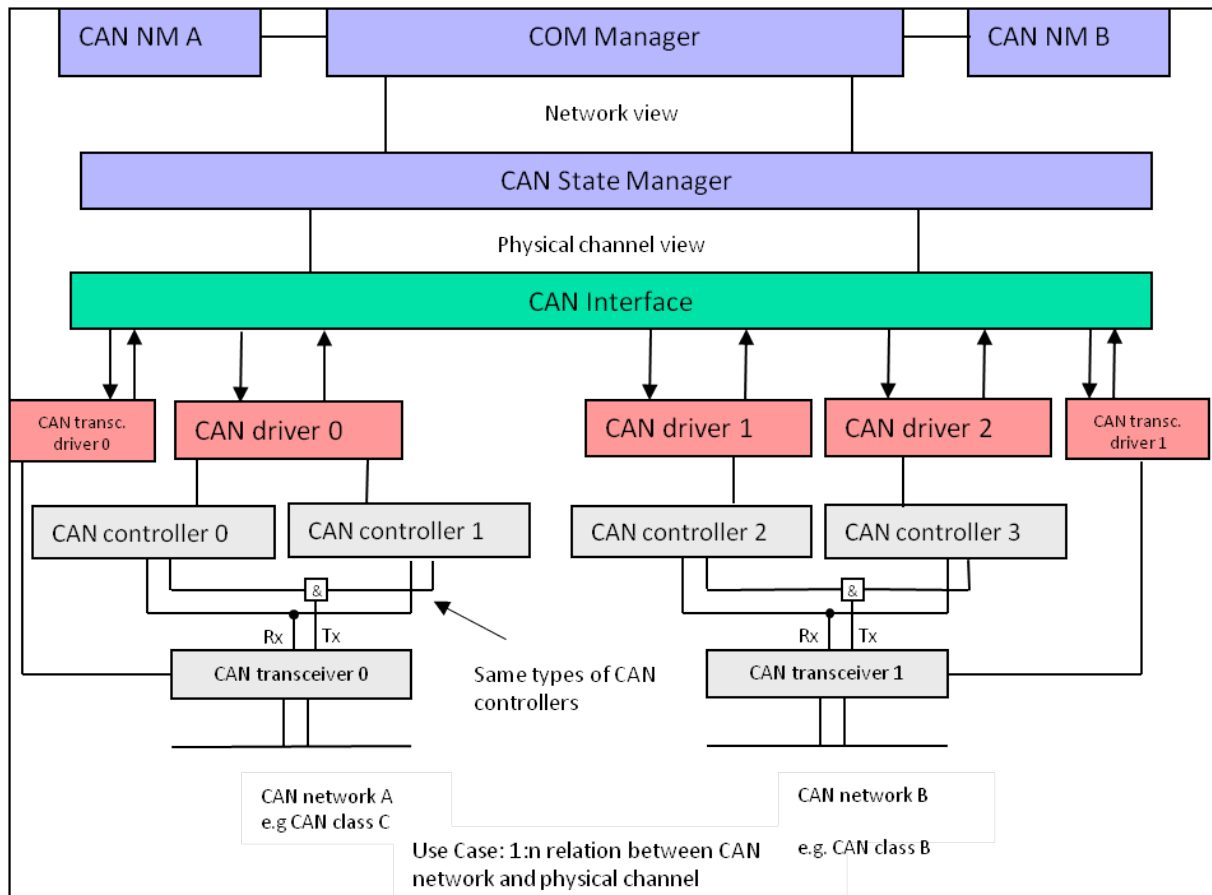 CAN NM A
COM Manager
CAN NM B
Network view
CAN State Manager
Physical channel view
CAN Interface
CAN transc.
driver 0
CAN driver 0
CAN driver 1
CAN driver 2
CAN transc.
driver 1
CAN controller 0
CAN controller 1
CAN controller 2
CAN controller 3
&
&
Rx
Tx
Rx
Tx
CAN transceiver 0
Same types of CAN
controllers
CAN transceiver 1
CAN network A
e.g CAN class C
CAN network B
e.g. CAN class B
Use Case: 1:n relation between CAN
network and physical channel